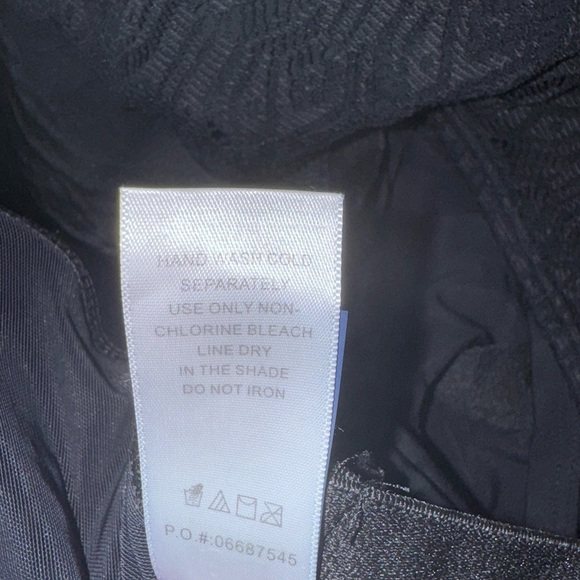 HAND WASH COLD
SEPARATELY
USE ONLY NON-
CHLORINE BLEACH
LINE DRY
IN THE SHADE
DO NOT IRON
P.O.#:06687545